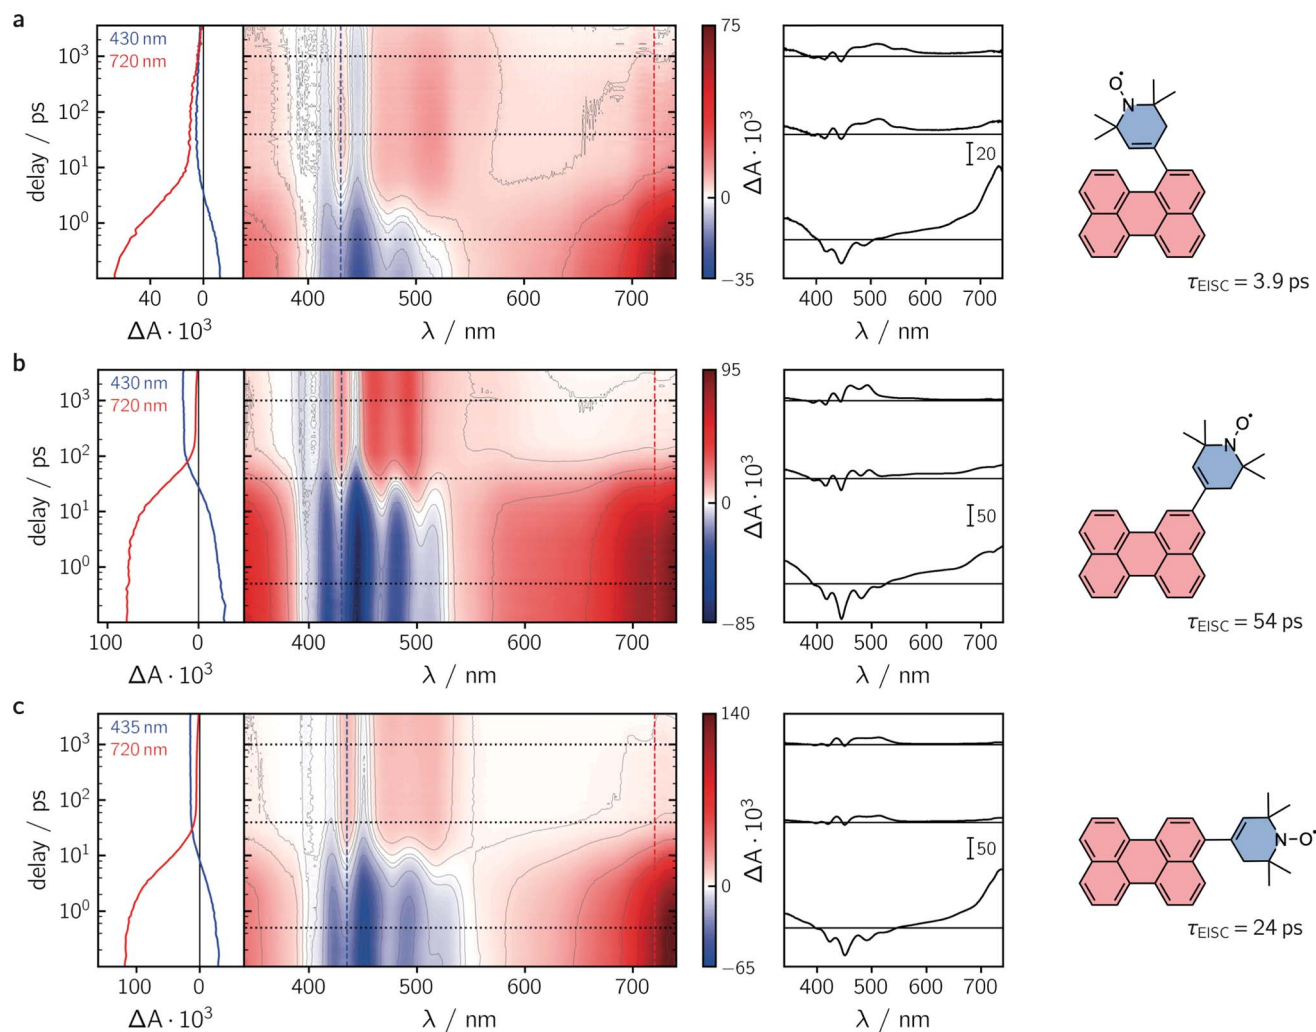 a
430 nm
720 nm
delay / ps
10³
10²
10¹
10⁰
40 0
ΔA · 10³
400 500 600 700
λ / nm
75
0
−35
ΔA · 10³
20
400 500 600 700
λ / nm
O•
N
τEISC = 3.9 ps
b
430 nm
720 nm
delay / ps
10³
10²
10¹
10⁰
100 0
ΔA · 10³
400 500 600 700
λ / nm
95
0
−85
ΔA · 10³
50
400 500 600 700
λ / nm
O•
N
τEISC = 54 ps
c
435 nm
720 nm
delay / ps
10³
10²
10¹
10⁰
100 0
ΔA · 10³
400 500 600 700
λ / nm
140
0
−65
ΔA · 10³
50
400 500 600 700
λ / nm
N−O•
τEISC = 24 ps